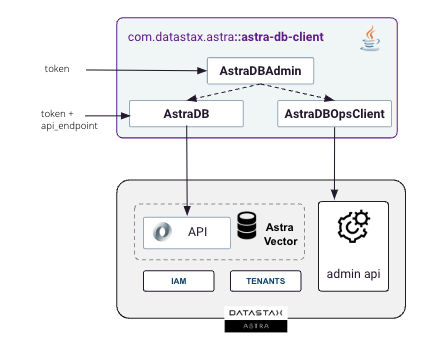 com.datastax.astra::astra-db-client
token
AstraDBAdmin
token +
api_endpoint
AstraDB
AstraDBOpsClient
API
Astra
Vector
admin api
IAM
TENANTS
DATASTAX
ASTRA